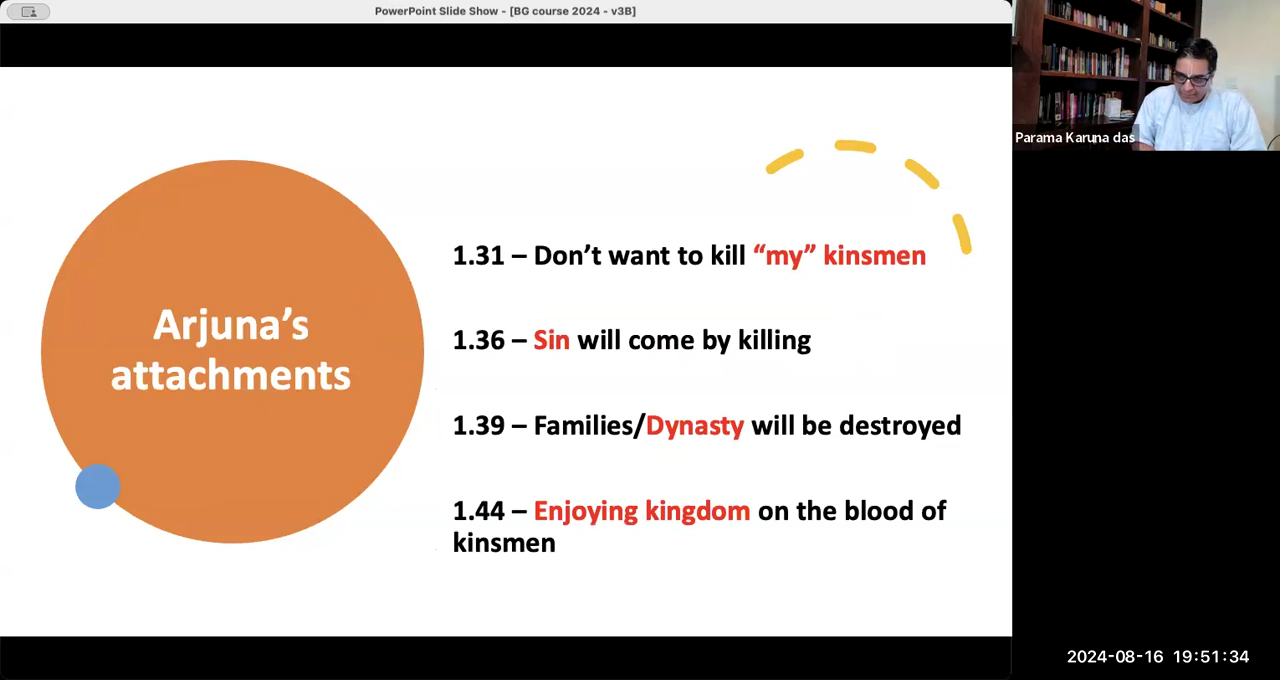 PowerPoint Slide Show - [BG course 2024 - v3B]
Parama Karuna das
Arjuna’s
attachments
1.31 – Don’t want to kill “my” kinsmen
1.36 – Sin will come by killing
1.39 – Families/Dynasty will be destroyed
1.44 – Enjoying kingdom on the blood of
kinsmen
2024-08-16 19:51:34